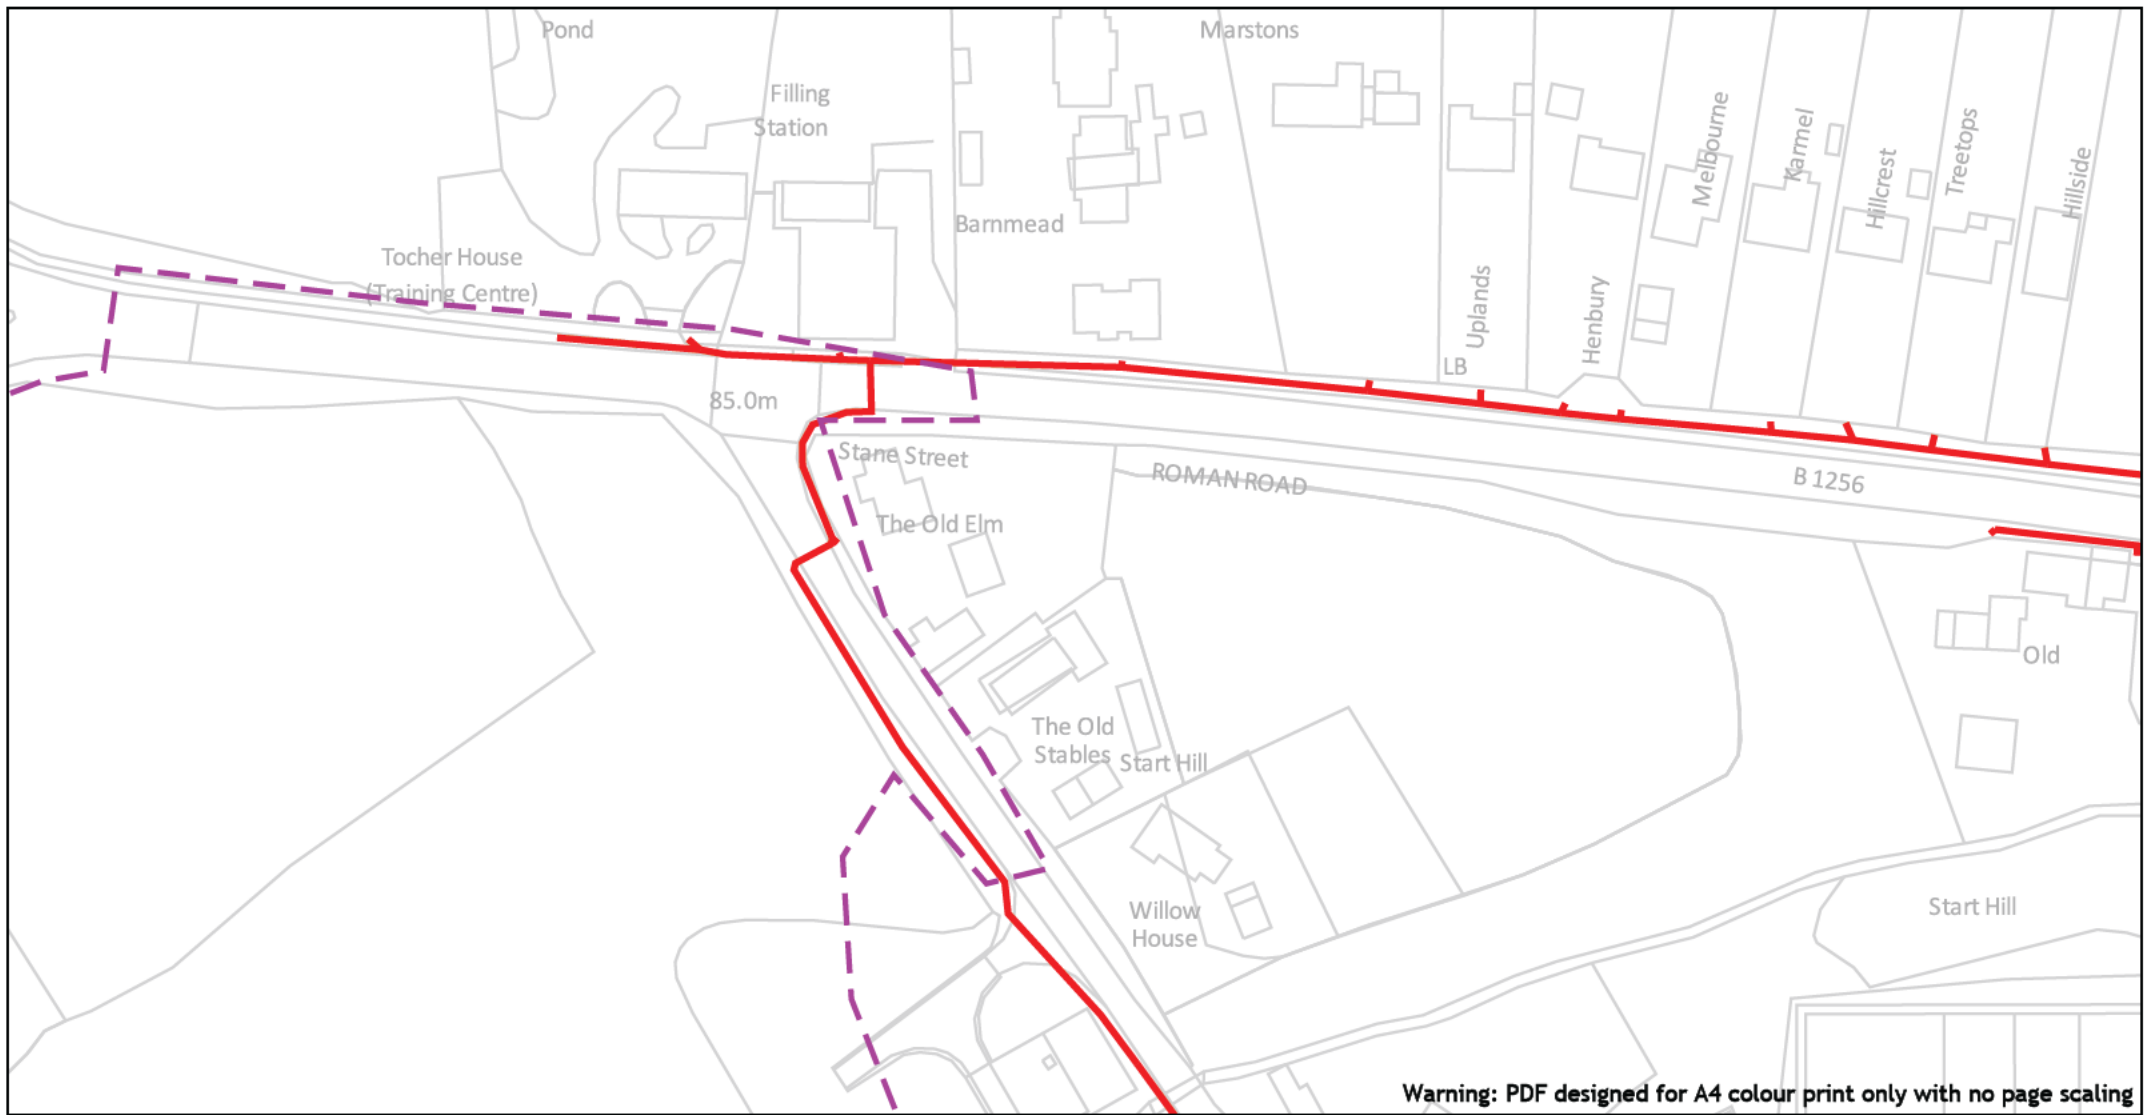 Pond
Marstons
Filling
Station
Melbourne
Karmel
Hillcrest
Treetops
Hillside
Barnmead
Tocher House
(Training Centre)
Uplands
Henbury
LB
85.0m
Stane Street
ROMAN ROAD
B 1256
The Old Elm
Old
The Old
Stables
Start Hill
Willow
House
Start Hill
Warning: PDF designed for A4 colour print only with no page scaling